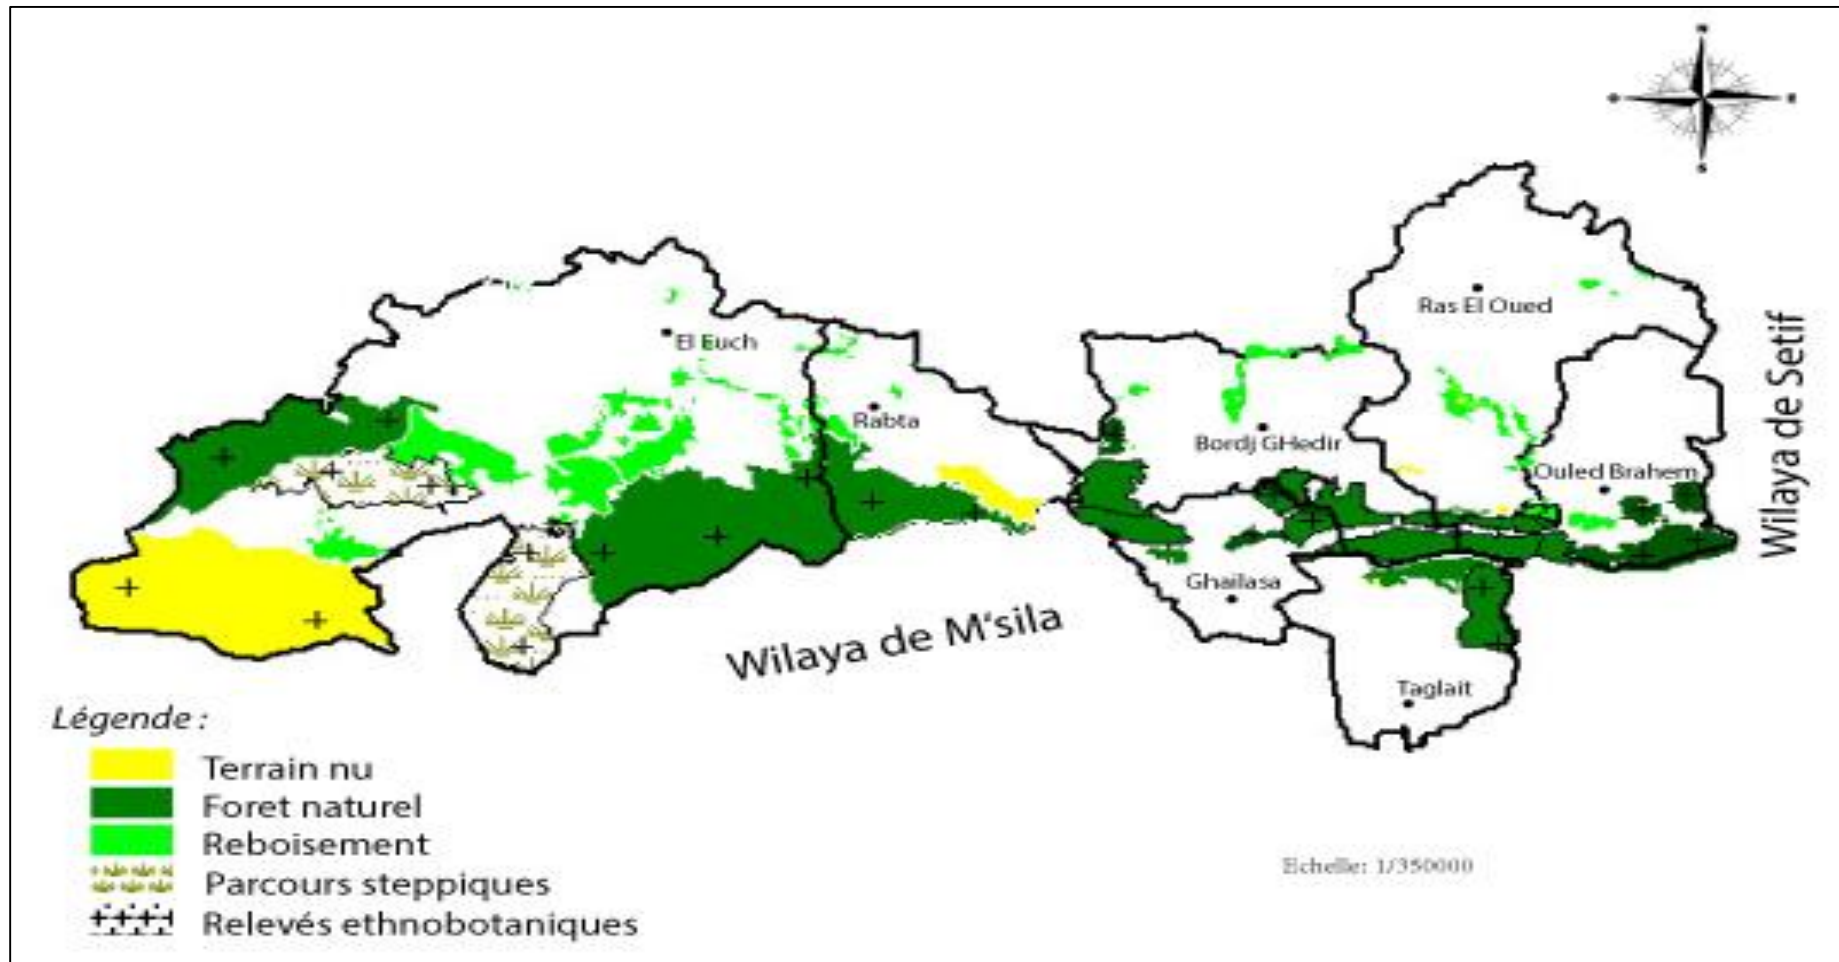 N
O
E
S
Ras El Oued
El Euch
Wilaya de Setif
Rabta
Bordj GHedir
Ouled Brahem
Ghailasa
Wilaya de M'sila
Taglait
Légende :
Terrain nu
Foret naturel
Reboisement
Parcours steppiques
Relevés ethnobotaniques
Echelle: 1/350000